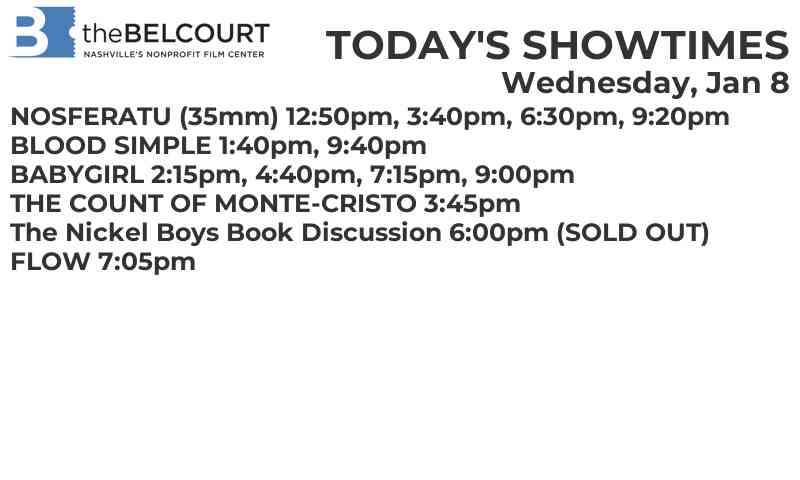 B theBELCOURT
NASHVILLE'S NONPROFIT FILM CENTER
TODAY'S SHOWTIMES
Wednesday, Jan 8
NOSFERATU (35mm) 12:50pm, 3:40pm, 6:30pm, 9:20pm
BLOOD SIMPLE 1:40pm, 9:40pm
BABYGIRL 2:15pm, 4:40pm, 7:15pm, 9:00pm
THE COUNT OF MONTE-CRISTO 3:45pm
The Nickel Boys Book Discussion 6:00pm (SOLD OUT)
FLOW 7:05pm